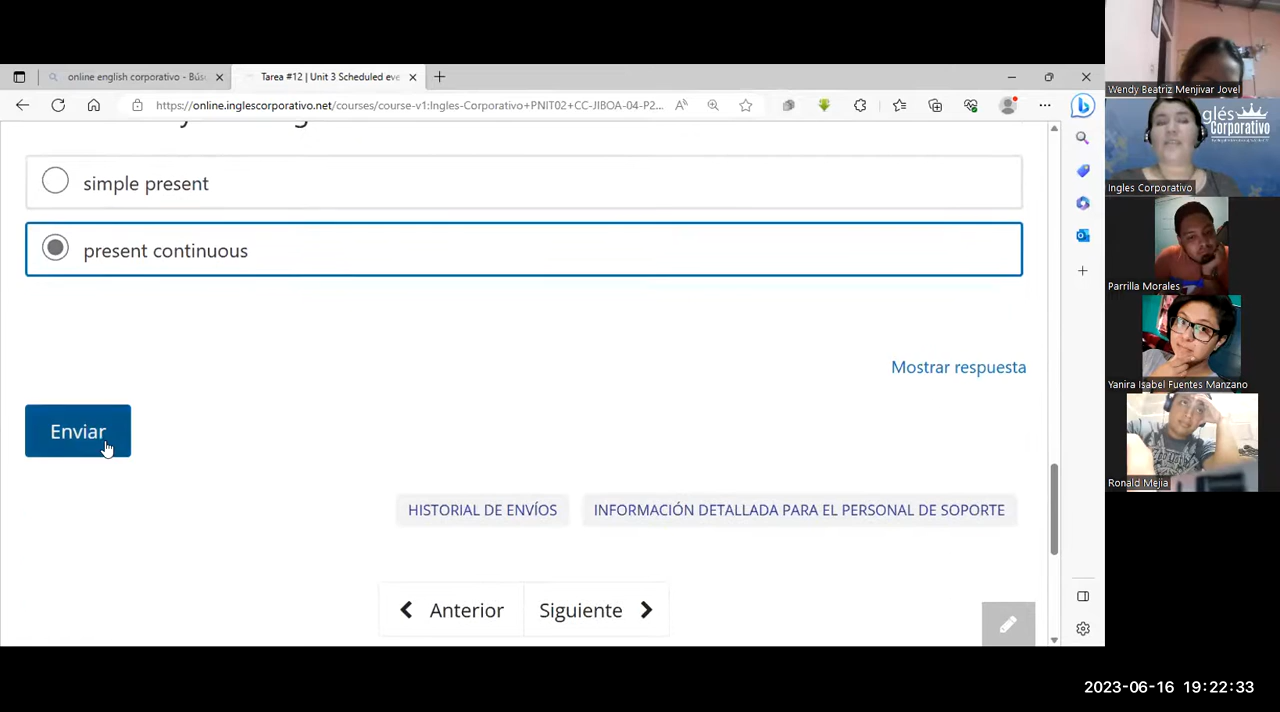 online english corporativo - Bús
Tarea #12 | Unit 3 Scheduled eve
https://online.inglescorporativo.net/courses/course-v1:Ingles-Corporativo+PNIT02+CC-JIBOA-04-P2...
simple present
present continuous
Mostrar respuesta
Enviar
HISTORIAL DE ENVÍOS
INFORMACIÓN DETALLADA PARA EL PERSONAL DE SOPORTE
Anterior
Siguiente
Wendy Beatriz Menjivar Jovel
glés
Corporativo
Ingles Corporativo
Parrilla Morales
Yanira Isabel Fuentes Manzano
Ronald Mejia
2023-06-16 19:22:33